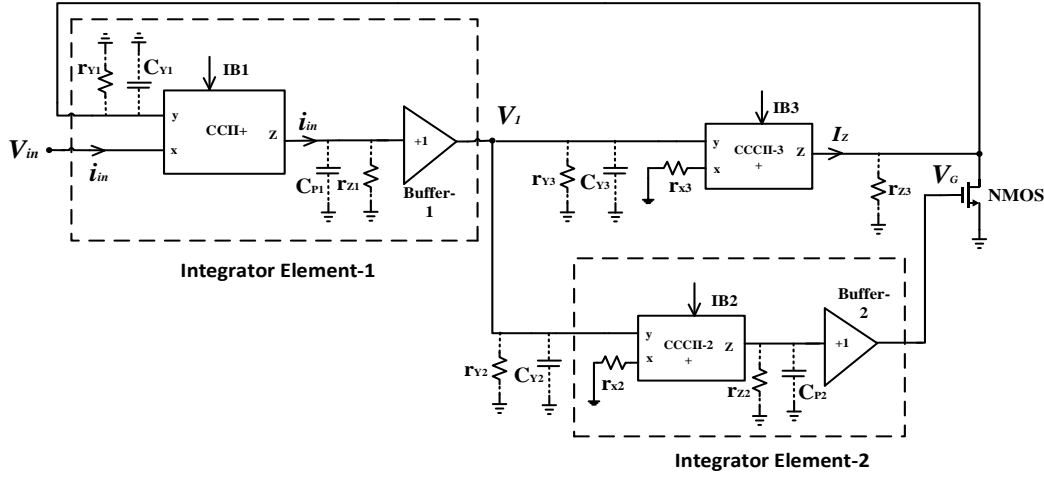 rY1
CY1
IB1
y
CCII+
Z
x
Vin
iin
iin
+1
Buffer-
1
CP1
rZ1
V1
IB3
y
CCCII-3
+
Z
x
IZ
rY3
CY3
rx3
rZ3
VG
NMOS
Integrator Element-1
IB2
Buffer-
2
y
CCCII-2
+
Z
x
+1
rY2
CY2
rx2
rZ2
CP2
Integrator Element-2